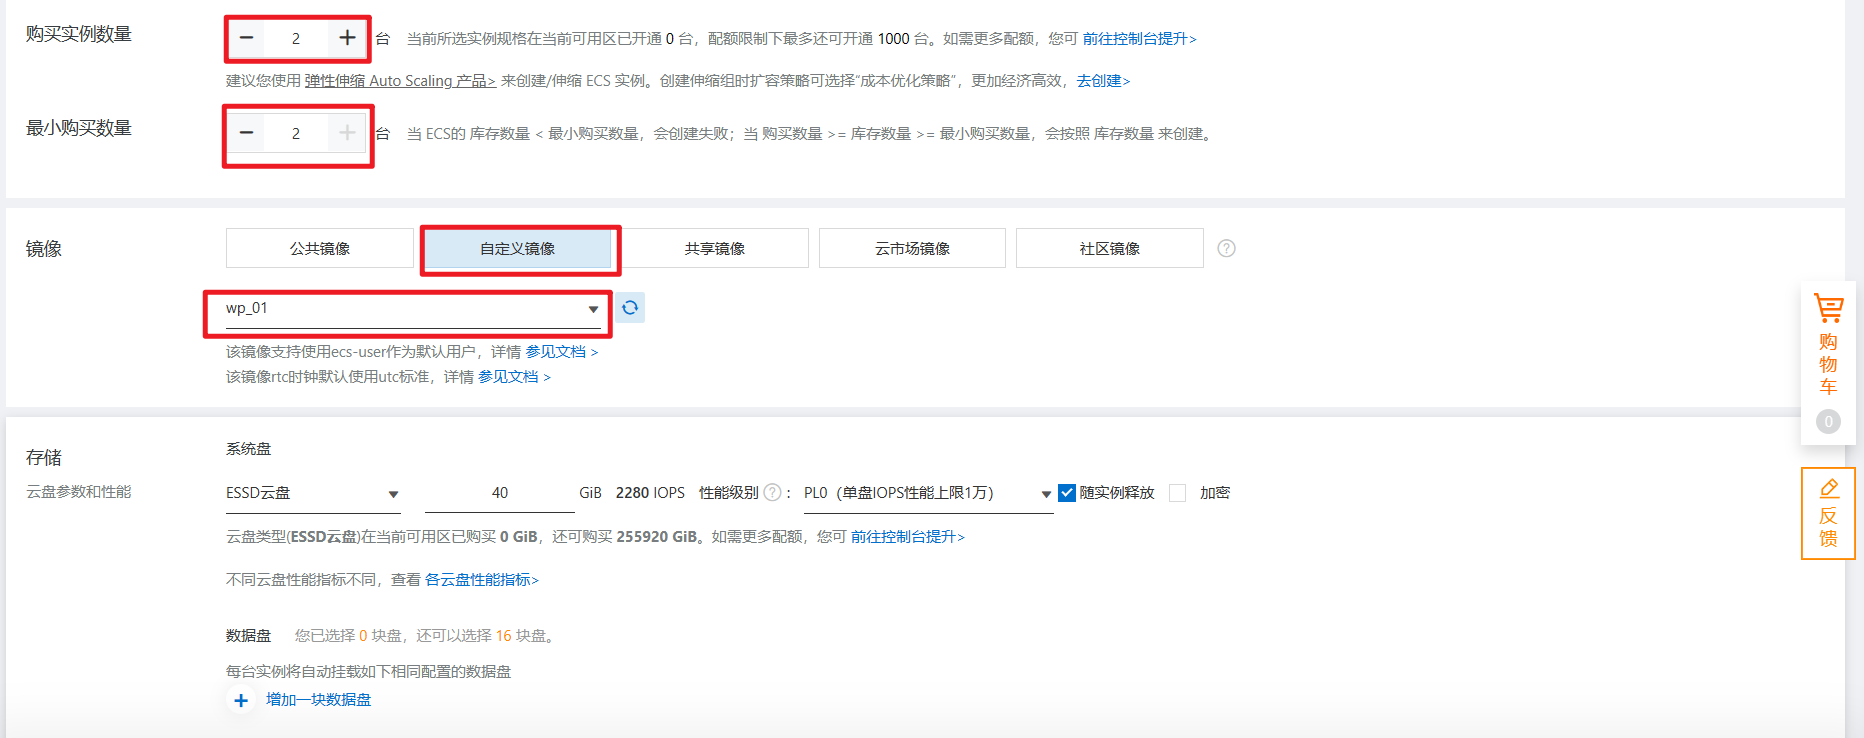 购买实例数量
2 台 当前所选实例规格在当前可用区已开通 0 台，配额限制下最多还可开通 1000 台。如需更多配额，您可 前往控制台提升>
建议您使用 弹性伸缩 Auto Scaling 产品> 来创建/伸缩 ECS 实例。创建伸缩组时扩容策略可选择“成本优化策略”，更加经济高效，去创建>
最小购买数量
2 台 当 ECS的 库存数量 < 最小购买数量，会创建失败；当 购买数量 >= 库存数量 >= 最小购买数量，会按照 库存数量 来创建。
镜像
公共镜像 自定义镜像 共享镜像 云市场镜像 社区镜像 ?
wp_01
该镜像支持使用ecs-user作为默认用户，详情 参见文档 >
该镜像rtc时钟默认使用utc标准，详情 参见文档 >
存储
云盘参数和性能
系统盘
ESSD云盘 40 GiB 2280 IOPS 性能级别 ? ： PL0（单盘IOPS性能上限1万） 随实例释放 加密
云盘类型(ESSD云盘)在当前可用区已购买 0 GiB，还可购买 255920 GiB。如需更多配额，您可 前往控制台提升>
不同云盘性能指标不同，查看 各云盘性能指标>
数据盘 您已选择 0 块盘，还可以选择 16 块盘。
每台实例将自动挂载如下相同配置的数据盘
增加一块数据盘
购
物
车
0
反
馈